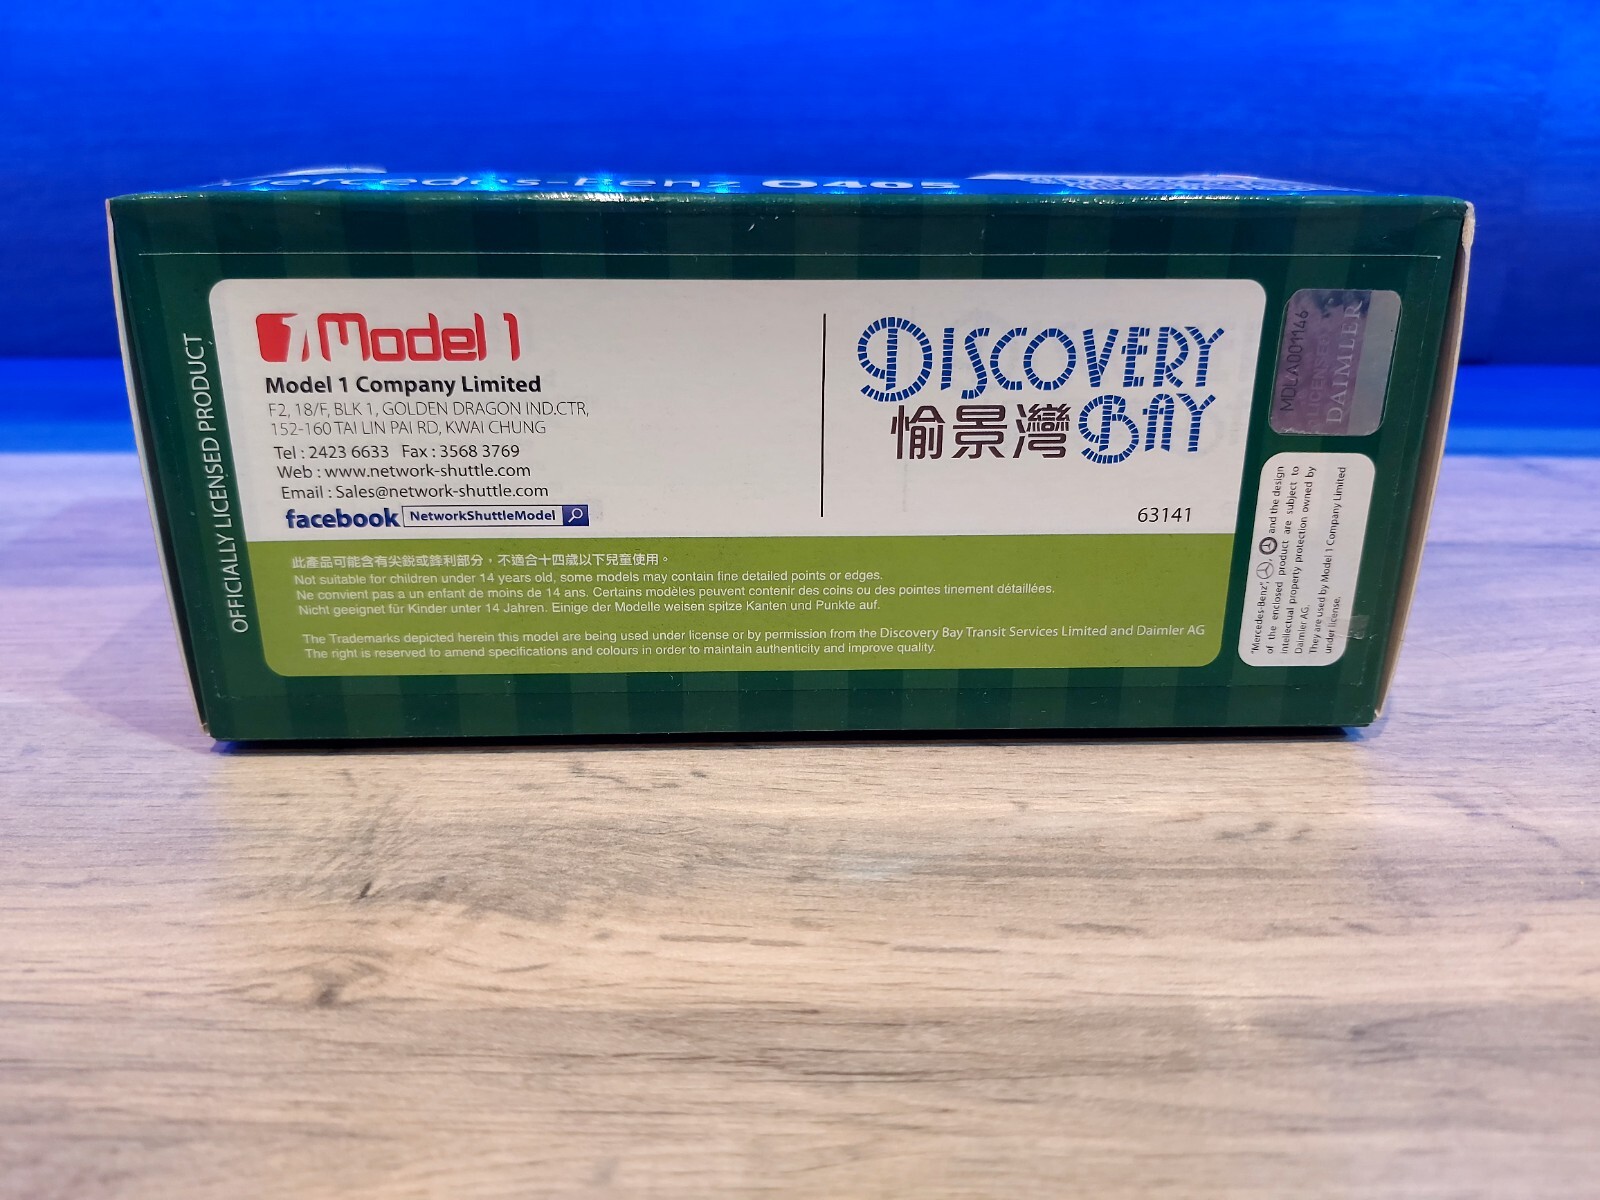 Mercedes-Benz O405
OFFICIALLY LICENSED PRODUCT
1 Model 1
Model 1 Company Limited
F2, 18/F, BLK 1, GOLDEN DRAGON IND.CTR,
152-160 TAI LIN PAI RD, KWAI CHUNG
Tel : 2423 6633 Fax : 3568 3769
Web : www.network-shuttle.com
Email : Sales@network-shuttle.com
facebook NetworkShuttleModel
DISCOVERY
愉景灣 BAY
63141
此產品可能含有尖銳或鋒利部分，不適合十四歲以下兒童使用。
Not suitable for children under 14 years old, some models may contain fine detailed points or edges.
Ne convient pas a un enfant de moins de 14 ans. Certains modèles peuvent contenir des coins ou des pointes tinement détaillées.
Nicht geeignet für Kinder unter 14 Jahren. Einige der Modelle weisen spitze Kanten und Punkte auf.
The Trademarks depicted herein this model are being used under license or by permission from the Discovery Bay Transit Services Limited and Daimler AG
The right is reserved to amend specifications and colours in order to maintain authenticity and improve quality.
MDLA001146
LICENSE
DAIMLER
"Mercedes-Benz", and the design
of the enclosed product are subject to
intellectual property protection owned by
Daimler AG.
They are used by Model 1 Company Limited
under license.